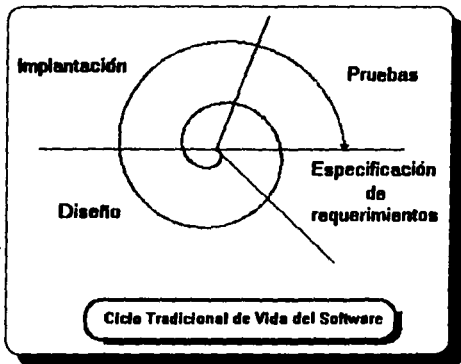 Implantación
Pruebas
Especificación
de
requerimientos
Diseño
Ciclo Tradicional de Vida del Software